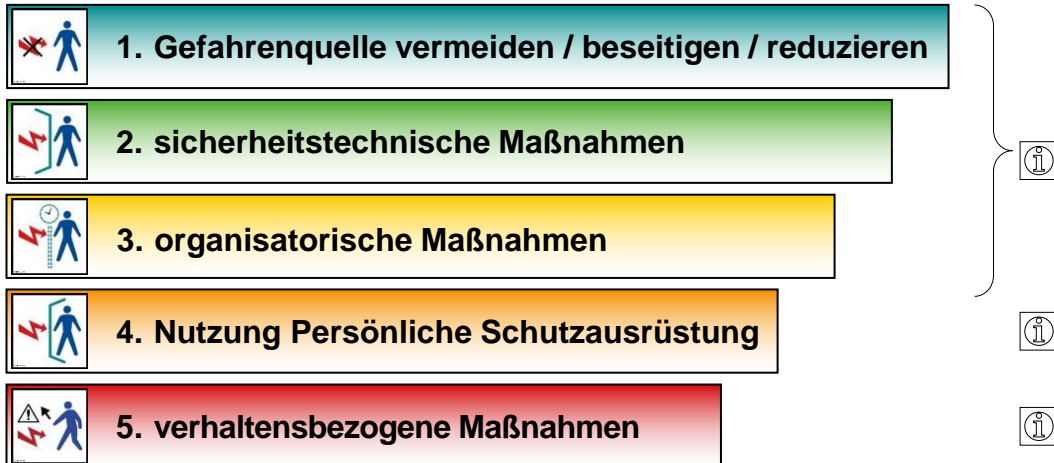 1. Gefahrenquelle vermeiden / beseitigen / reduzieren
2. sicherheitstechnische Maßnahmen
3. organisatorische Maßnahmen
4. Nutzung Persönliche Schutzausrüstung
5. verhaltensbezogene Maßnahmen